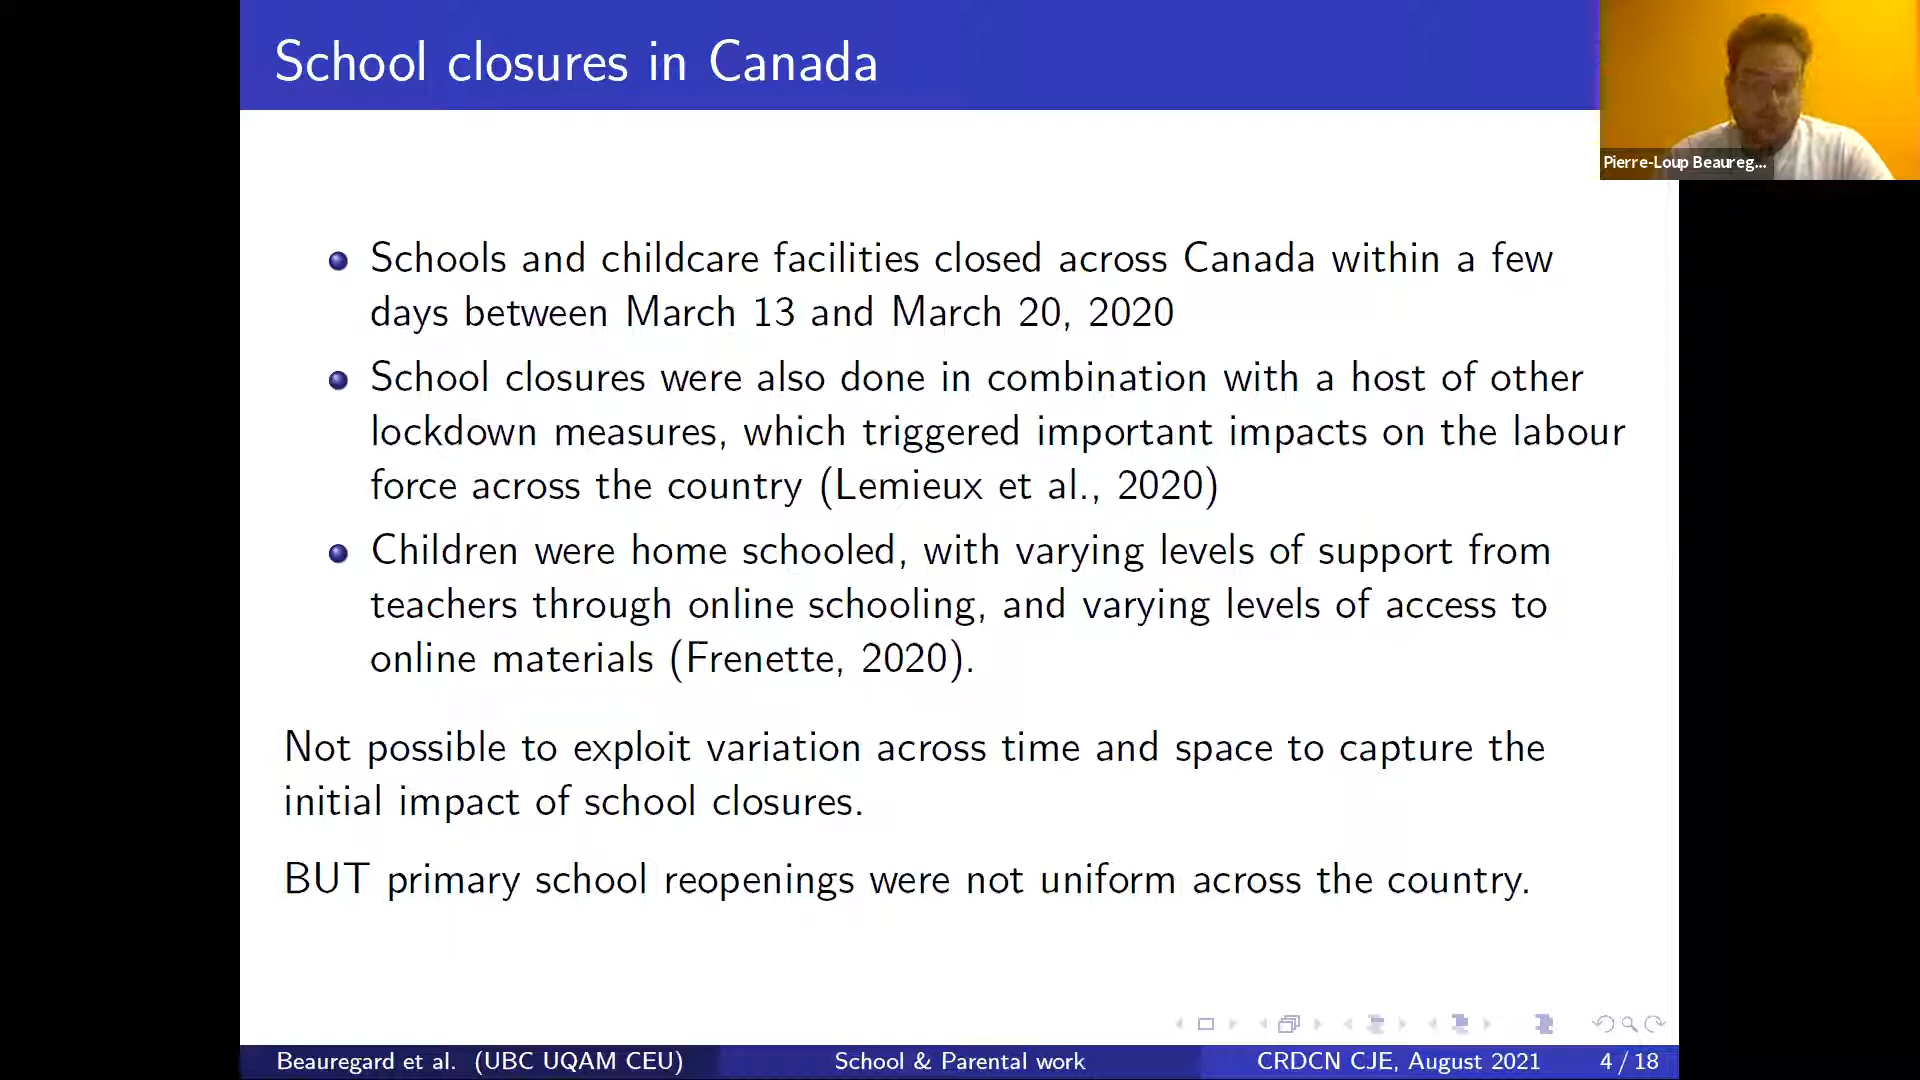 School closures in Canada
Pierre-Loup Beaureg...
Schools and childcare facilities closed across Canada within a few
days between March 13 and March 20, 2020
School closures were also done in combination with a host of other
lockdown measures, which triggered important impacts on the labour
force across the country (Lemieux et al., 2020)
Children were home schooled, with varying levels of support from
teachers through online schooling, and varying levels of access to
online materials (Frenette, 2020).
Not possible to exploit variation across time and space to capture the
initial impact of school closures.
BUT primary school reopenings were not uniform across the country.
Beauregard et al. (UBC UQAM CEU) School & Parental work CRDCN CJE, August 2021 4 / 18